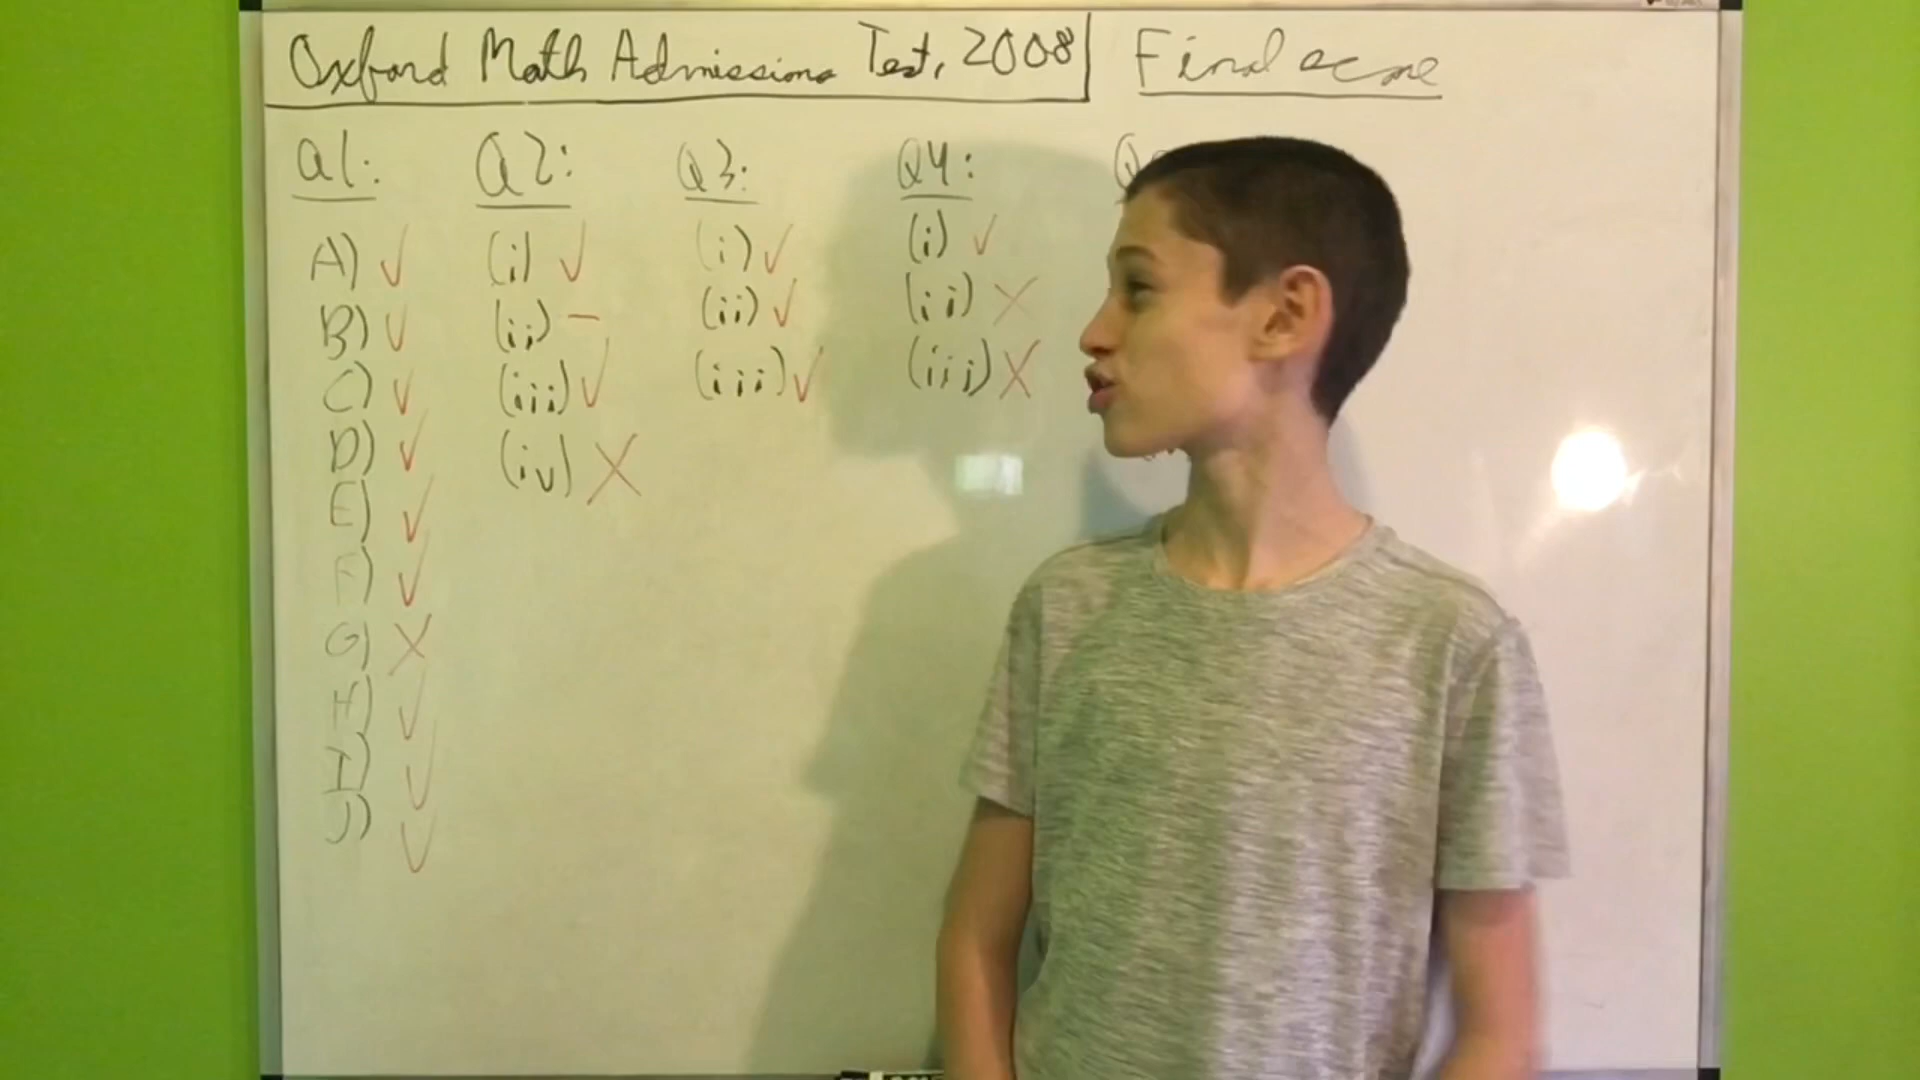 Oxford Math Admissions Test, 2008
Final score
Q1:
A) ✓
B) ✓
C) ✓
D) ✓
E) ✓
F) ✓
G) X
H) ✓
I) ✓
J) ✓
Q2:
(i) ✓
(ii) –
(iii) ✓
(iv) X
Q3:
(i) ✓
(ii) ✓
(iii) ✓
Q4:
(i) ✓
(ii) X
(iii) X